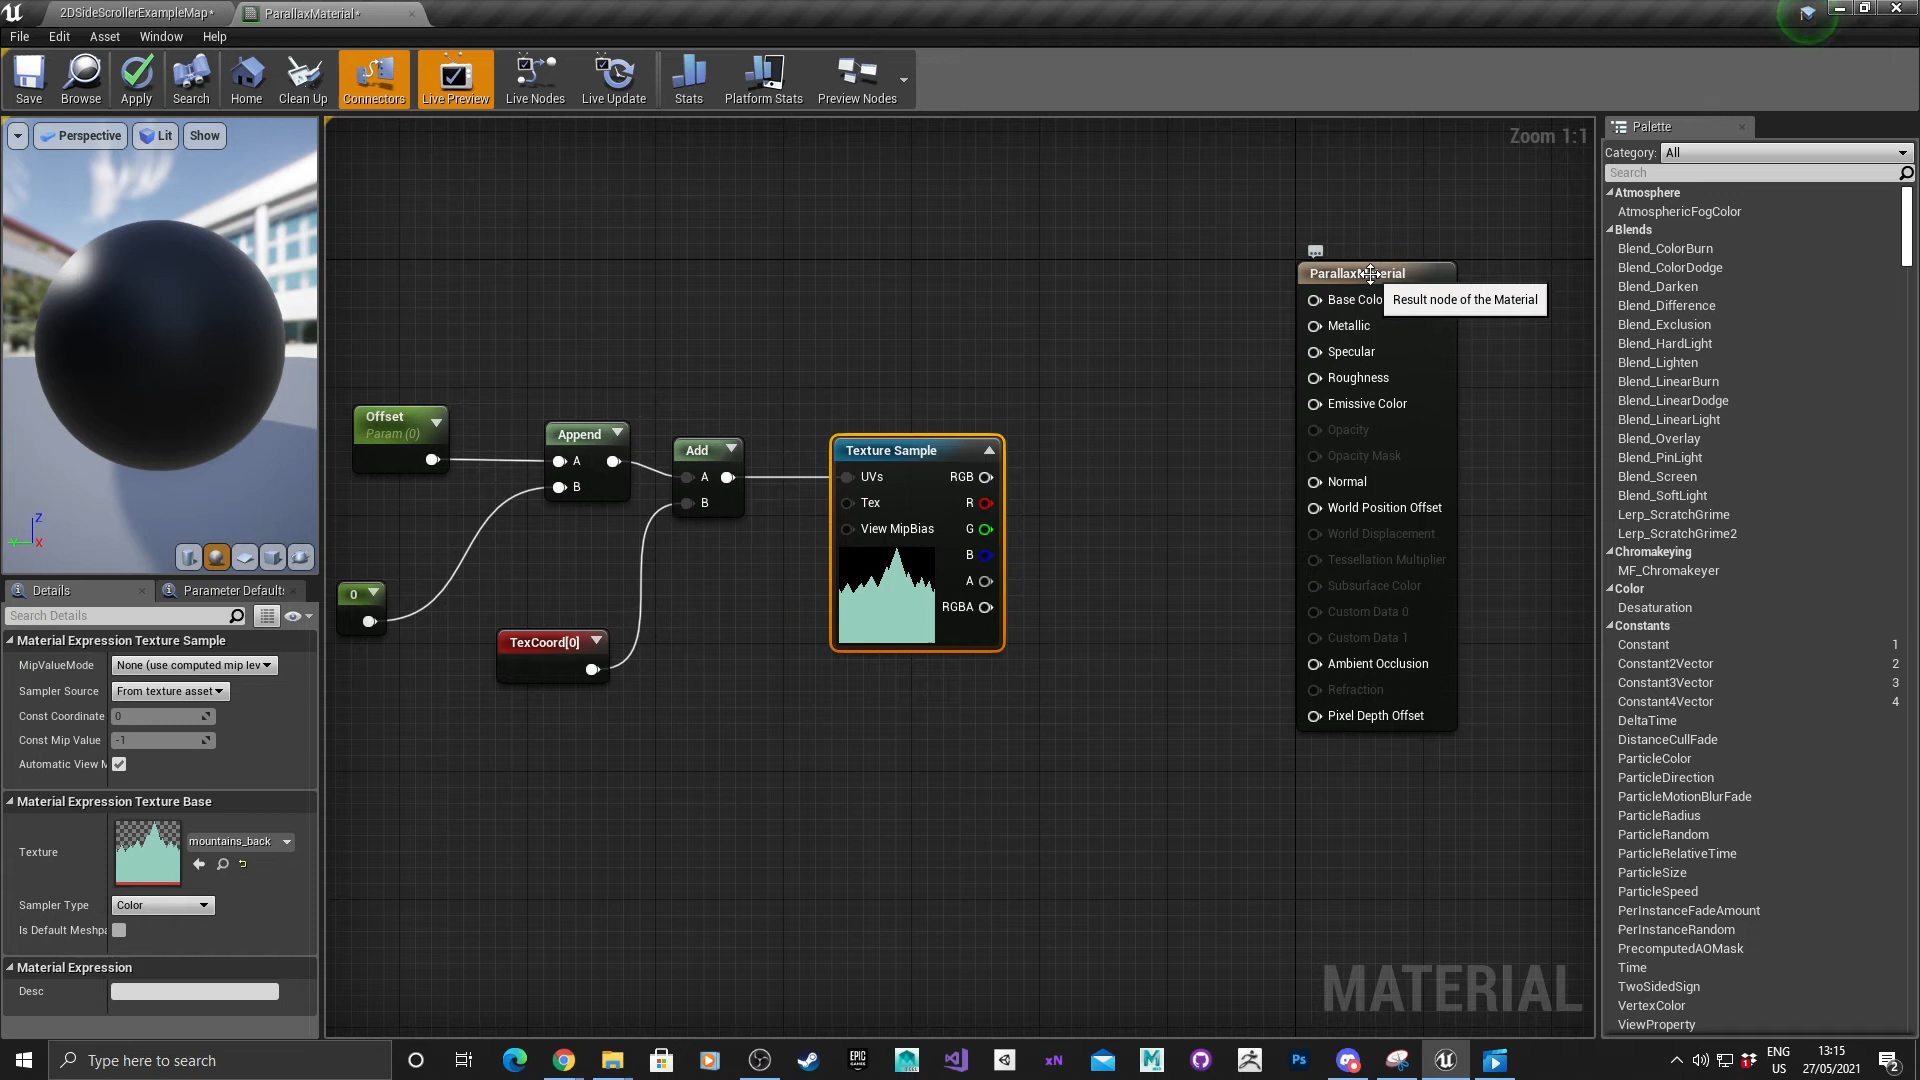 2DSideScrollerExampleMap*
ParallaxMaterial*
File
Edit
Asset
Window
Help
Save
Browse
Apply
Search
Home
Clean Up
Connectors
Live Preview
Live Nodes
Live Update
Stats
Platform Stats
Preview Nodes
Perspective
Lit
Show
Z
Y
X
Details
Parameter Default:
Search Details
Material Expression Texture Sample
MipValueMode
None (use computed mip lev
Sampler Source
From texture asset
Const Coordinate
0
Const Mip Value
-1
Automatic View M
Material Expression Texture Base
Texture
mountains_back
Sampler Type
Color
Is Default Meshpa
Material Expression
Desc
Zoom 1:1
Offset
Param (0)
Append
A
B
Add
A
B
0
TexCoord[0]
Texture Sample
UVs
RGB
Tex
R
View MipBias
G
B
A
RGBA
ParallaxMaterial
Base Colo
Result node of the Material
Metallic
Specular
Roughness
Emissive Color
Opacity
Opacity Mask
Normal
World Position Offset
World Displacement
Tessellation Multiplier
Subsurface Color
Custom Data 0
Custom Data 1
Ambient Occlusion
Refraction
Pixel Depth Offset
MATERIAL
Palette
Category:
All
Search
Atmosphere
AtmosphericFogColor
Blends
Blend_ColorBurn
Blend_ColorDodge
Blend_Darken
Blend_Difference
Blend_Exclusion
Blend_HardLight
Blend_Lighten
Blend_LinearBurn
Blend_LinearDodge
Blend_LinearLight
Blend_Overlay
Blend_PinLight
Blend_Screen
Blend_SoftLight
Lerp_ScratchGrime
Lerp_ScratchGrime2
Chromakeying
MF_Chromakeyer
Color
Desaturation
Constants
Constant 1
Constant2Vector 2
Constant3Vector 3
Constant4Vector 4
DeltaTime
DistanceCullFade
ParticleColor
ParticleDirection
ParticleMotionBlurFade
ParticleRadius
ParticleRandom
ParticleRelativeTime
ParticleSize
ParticleSpeed
PerInstanceFadeAmount
PerInstanceRandom
PrecomputedAOMask
Time
TwoSidedSign
VertexColor
ViewProperty
Type here to search
EPIC
GAMES
xN
M
Ps
ENG
US
13:15
27/05/2021
2